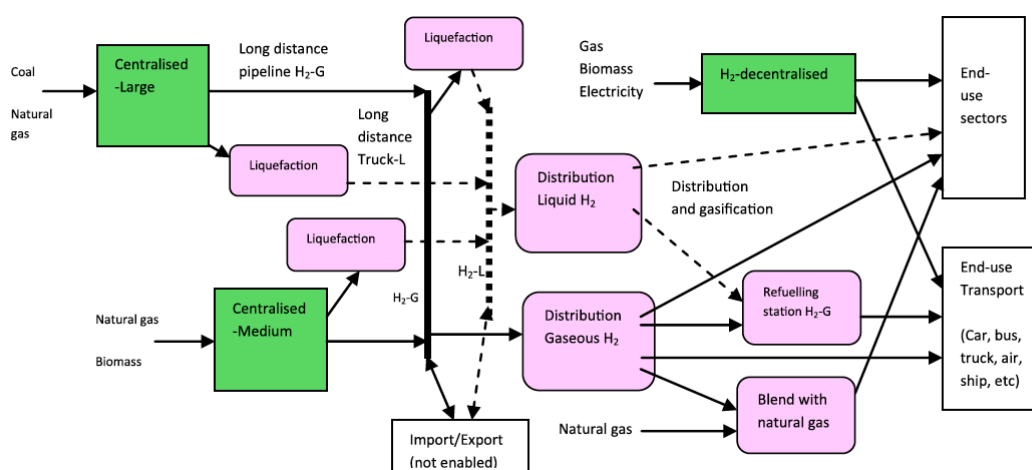 Coal
Natural
gas
Centralised
-Large
Long distance
pipeline H₂-G
Liquefaction
Long
distance
Truck-L
Liquefaction
Liquefaction
Natural gas
Biomass
Centralised
-Medium
H₂-G
H₂-L
Import/Export
(not enabled)
Distribution
Liquid H₂
Distribution
Gaseous H₂
Gas
Biomass
Electricity
H₂-decentralised
Distribution
and gasification
Refuelling
station H₂-G
Natural gas
Blend with
natural gas
End-
use
sectors
End-use
Transport
(Car, bus,
truck, air,
ship, etc)